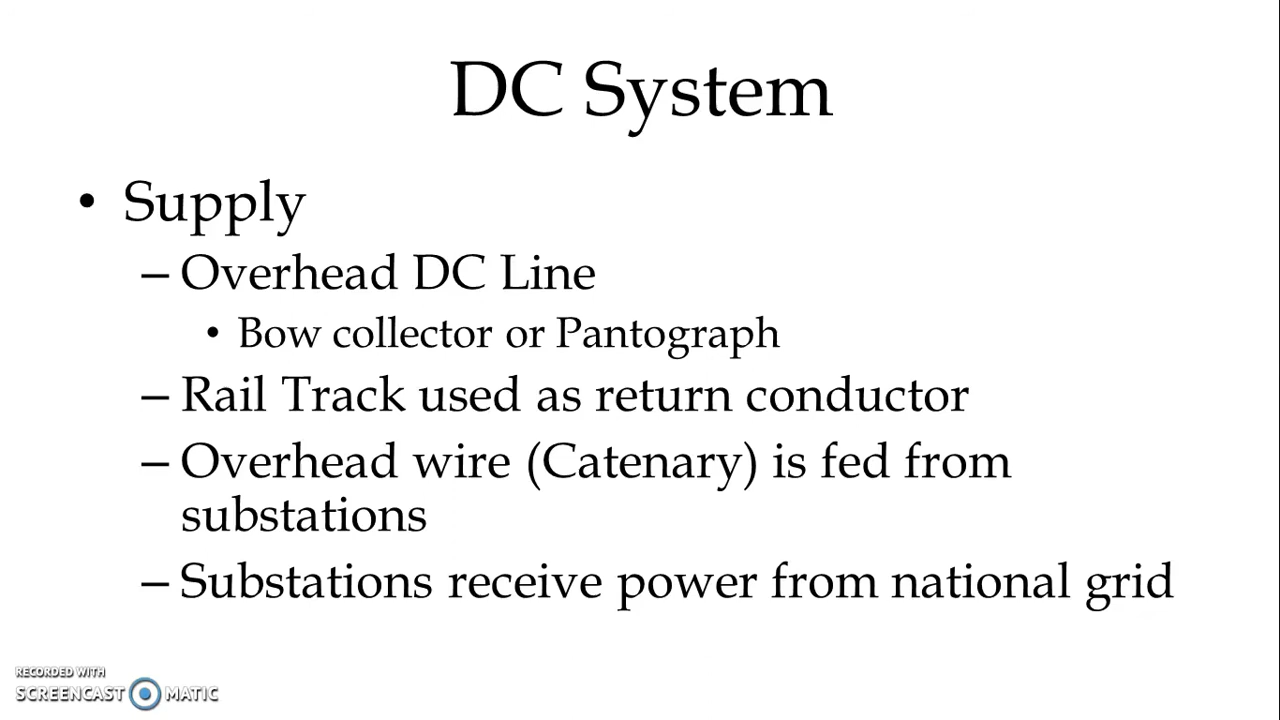 DC System
• Supply
– Overhead DC Line
• Bow collector or Pantograph
– Rail Track used as return conductor
– Overhead wire (Catenary) is fed from
substations
– Substations receive power from national grid
RECORDED WITH
SCREENCAST MATIC